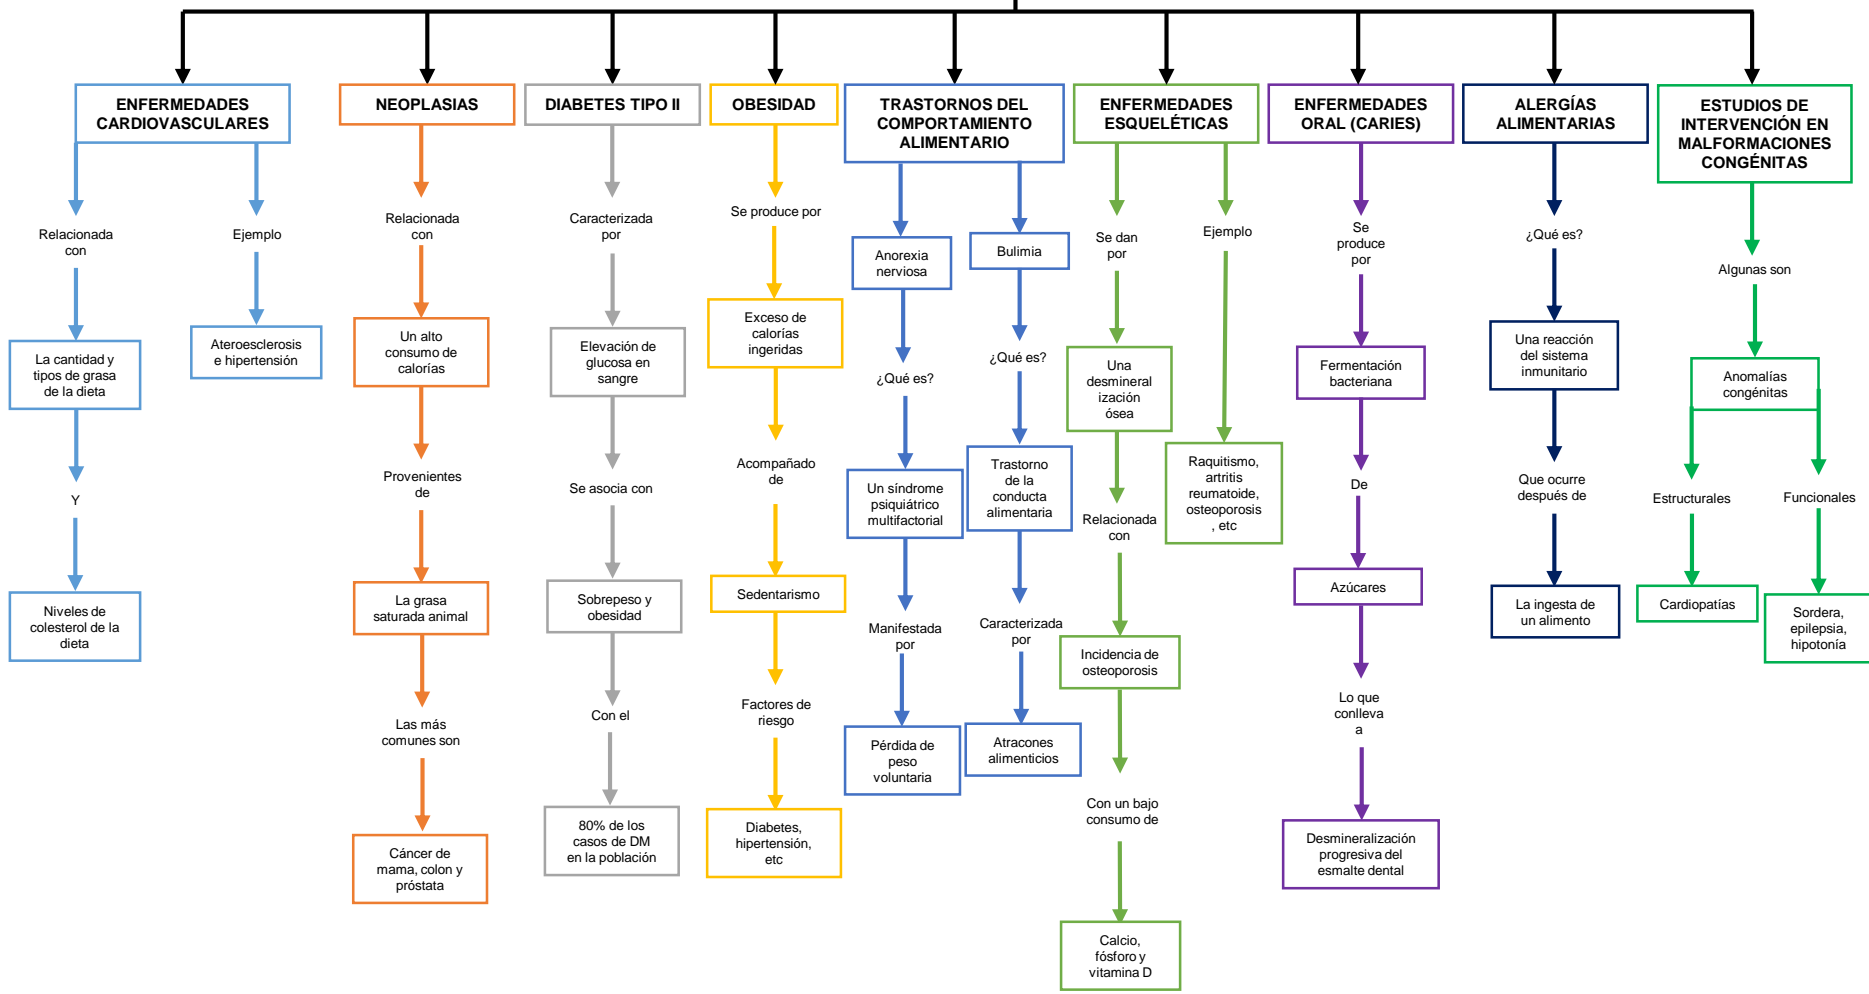 ENFERMEDADES
CARDIOVASCULARES
Relacionada
con
La cantidad y
tipos de grasa
de la dieta
Y
Niveles de
colesterol de la
dieta
Ejemplo
Ateroesclerosis
e hipertensión
NEOPLASIAS
Relacionada
con
Un alto
consumo de
calorías
Provenientes
de
La grasa
saturada animal
Las más
comunes son
Cáncer de
mama, colon y
próstata
DIABETES TIPO II
Caracterizada
por
Elevación de
glucosa en
sangre
Se asocia con
Sobrepeso y
obesidad
Con el
80% de los
casos de DM
en la población
OBESIDAD
Se produce por
Exceso de
calorías
ingeridas
Acompañado
de
Sedentarismo
Factores de
riesgo
Diabetes,
hipertensión,
etc
TRASTORNOS DEL
COMPORTAMIENTO
ALIMENTARIO
Anorexia
nerviosa
¿Qué es?
Un síndrome
psiquiátrico
multifactorial
Manifestada
por
Pérdida de
peso
voluntaria
Bulimia
¿Qué es?
Trastorno
de la
conducta
alimentaria
Caracterizada
por
Atracones
alimenticios
ENFERMEDADES
ESQUELÉTICAS
Se dan
por
Una
desmineral
ización
ósea
Relacionada
con
Incidencia de
osteoporosis
Con un bajo
consumo de
Calcio,
fósforo y
vitamina D
Ejemplo
Raquitismo,
artritis
reumatoide,
osteoporosis
, etc
ENFERMEDADES
ORAL (CARIES)
Se
produce
por
Fermentación
bacteriana
De
Azúcares
Lo que
conlleva
a
Desmineralización
progresiva del
esmalte dental
ALERGÍAS
ALIMENTARIAS
¿Qué es?
Una reacción
del sistema
inmunitario
Que ocurre
después de
La ingesta de
un alimento
ESTUDIOS DE
INTERVENCIÓN EN
MALFORMACIONES
CONGÉNITAS
Algunas son
Anomalías
congénitas
Estructurales
Cardiopatías
Funcionales
Sordera,
epilepsia,
hipotonía